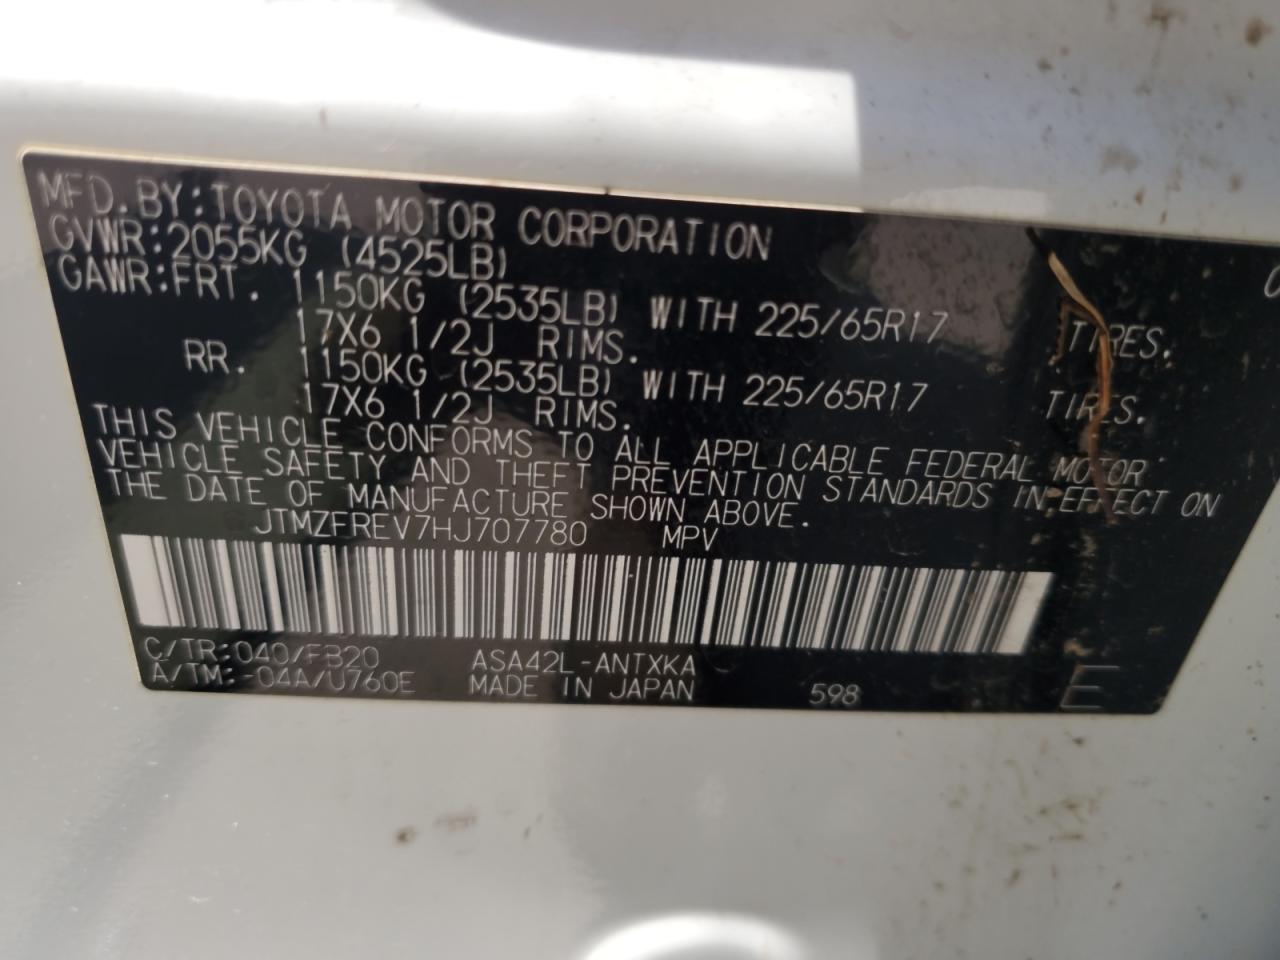 MFD. BY: TOYOTA MOTOR CORPORATION
GVWR: 2055KG (4525LB)
GAWR: FRT. 1150KG (2535LB) WITH 225/65R17 TIRES.
17X6 1/2J RIMS.
RR. 1150KG (2535LB) WITH 225/65R17 TIRES.
17X6 1/2J RIMS.
THIS VEHICLE CONFORMS TO ALL APPLICABLE FEDERAL MOTOR
VEHICLE SAFETY AND THEFT PREVENTION STANDARDS IN EFFECT ON
THE DATE OF MANUFACTURE SHOWN ABOVE.
JTMZFREV7HJ707780 MPV
C/TR: 040/FB20 ASA42L-ANTXKA
A/TM: -04A/U760E MADE IN JAPAN 598 E